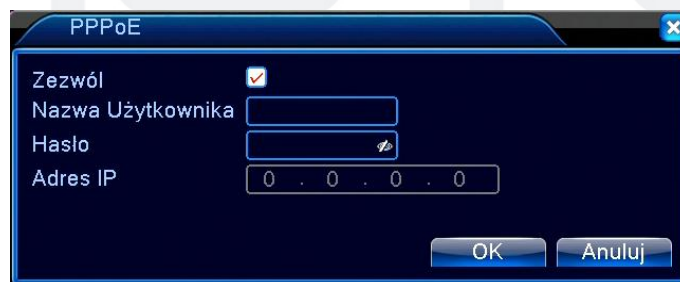 PPPoE
Zezwól
Nazwa Użytkownika
Hasło
Adres IP 0 . 0 . 0 . 0
OK Anuluj